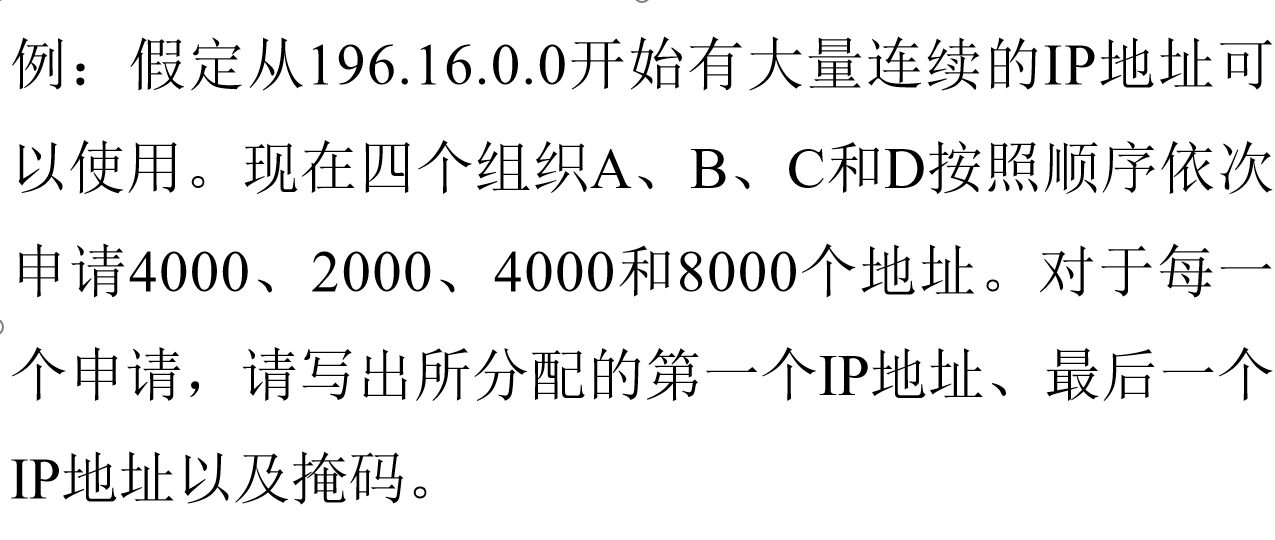 例：假定从196.16.0.0开始有大量连续的IP地址可
以使用。现在四个组织A、B、C和D按照顺序依次
申请4000、2000、4000和8000个地址。对于每一
个申请，请写出所分配的第一个IP地址、最后一个
IP地址以及掩码。